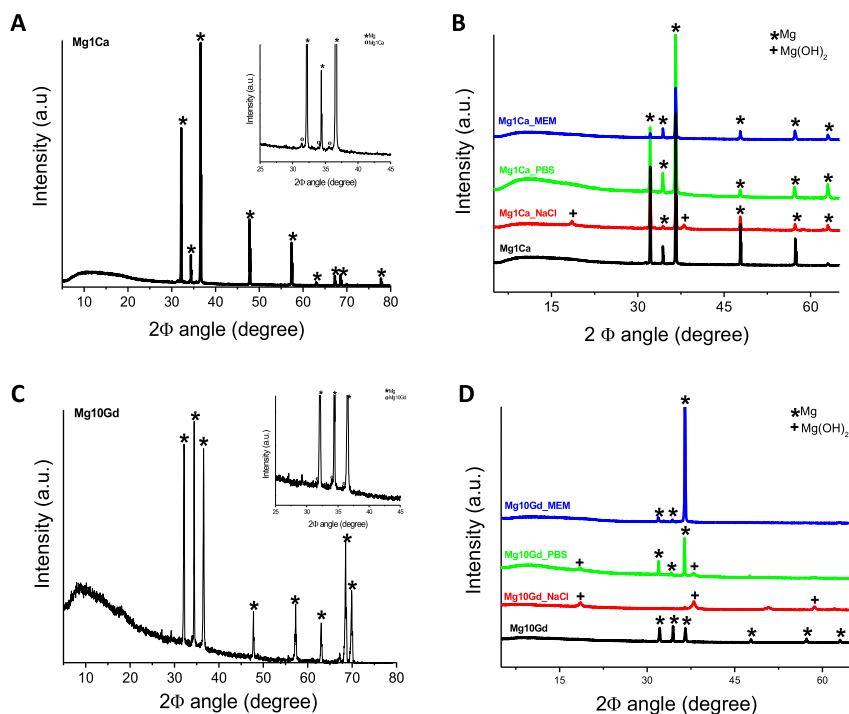 A
Mg1Ca
Intensity (a.u)
5 10 20 30 40 50 60 70 80
2Φ angle (degree)
*Mg
Mg1Ca
Intensity (a.u.)
25 30 35 40 45
2Φ angle (degree)
B
*Mg
+Mg(OH)2
Mg1Ca_MEM
Mg1Ca_PBS
Mg1Ca_NaCl
Mg1Ca
Intensity (a.u.)
15 30 45 60
2 Φ angle (degree)
C
Mg10Gd
Intensity (a.u.)
10 20 30 40 50 60 70 80
2Φ angle (degree)
*Mg
Mg10Gd
Intensity (a.u.)
25 30 35 40 45
2Φ angle (degree)
D
*Mg
+Mg(OH)2
Mg10Gd_MEM
Mg10Gd_PBS
Mg10Gd_NaCl
Mg10Gd
Intensity (a.u.)
15 30 45 60
2Φ angle (degree)